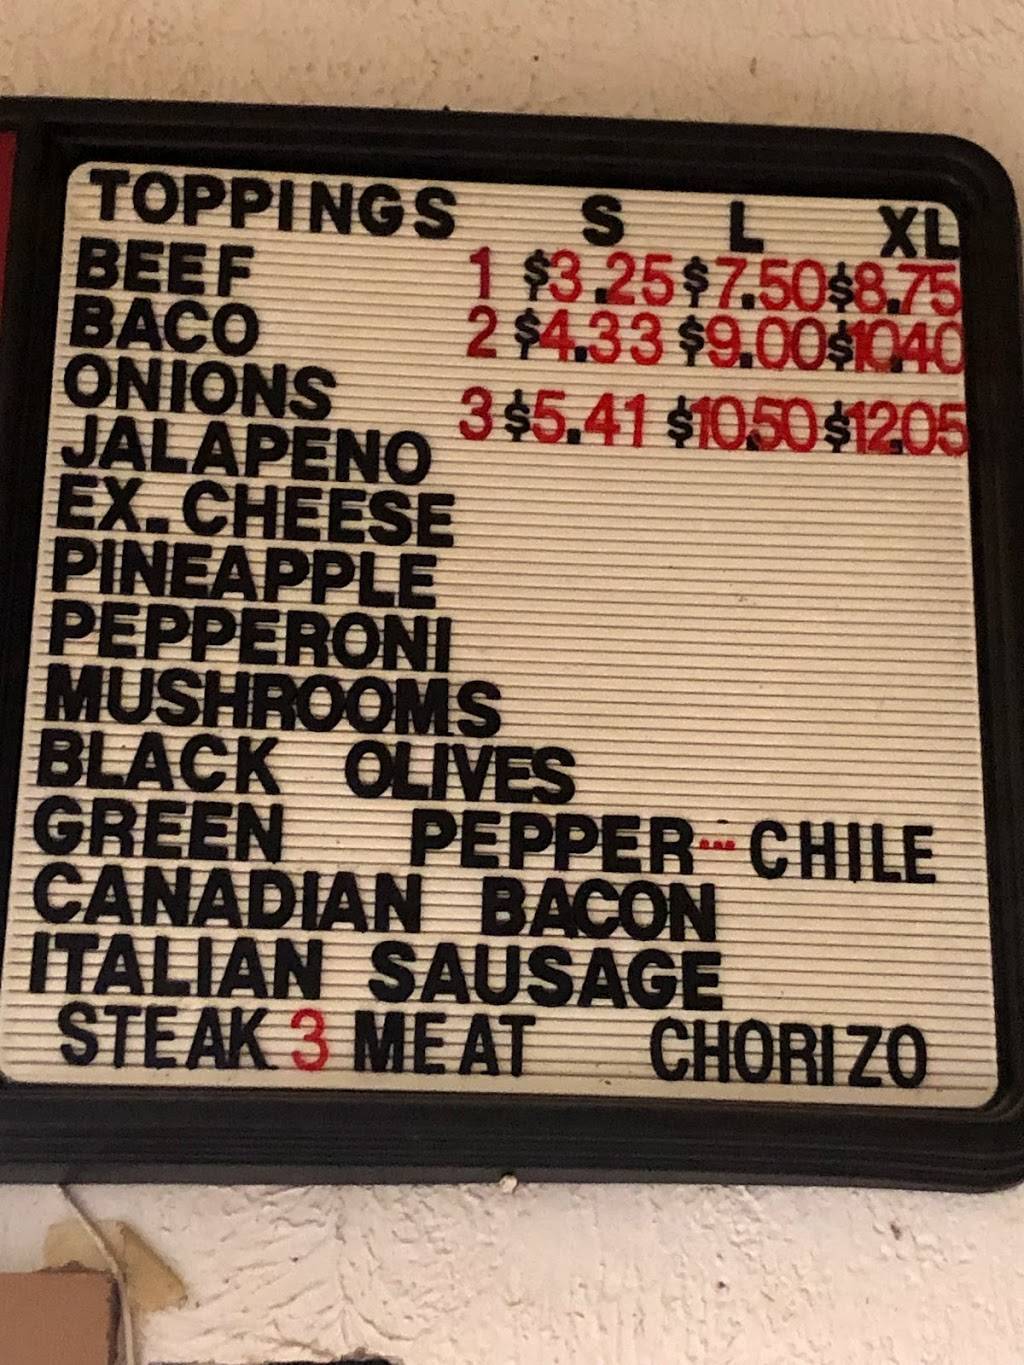 TOPPINGS S L XL
BEEF 1 $3.25 $7.50 $8.75
BACO 2 $4.33 $9.00 $10.40
ONIONS
3 $5.41 $10.50 $12.05
JALAPENO
EX. CHEESE
PINEAPPLE
PEPPERONI
MUSHROOMS
BLACK OLIVES
GREEN PEPPER--- CHILE
CANADIAN BACON
ITALIAN SAUSAGE
STEAK 3 MEAT CHORIZO